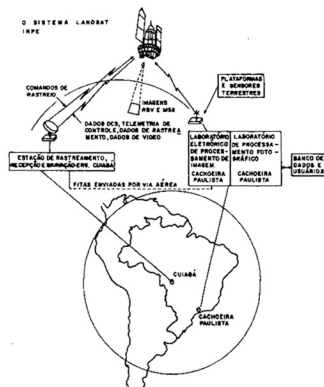 O SISTEMA LANDSAT
INPE
COMANDOS DE
RASTREIO
IMAGENS
RBV E MSS
PLATAFORMAS
E SENSORES
TERRESTRES
DADOS DCS, TELEMETRIA DE
CONTROLE, DADOS DE RASTREA
MENTO, DADOS DE VIDEO
ESTAÇÃO DE RASTREAMENTO,
RECEPÇÃO E GRAVAÇÃO-ERR, CUIABÁ
LABORATÓRIO
ELETRÔNICO
DE PROCES-
SAMENTO DE
IMAGEM.
CACHOEIRA
PAULISTA
LABORATÓRIO
DE PROCESSA-
MENTO FOTO-
GRÁFICO
CACHOEIRA
PAULISTA
BANCO DE
DADOS E
USUÁRIOS
FITAS ENVIADAS POR VIA AÉREA
CUIABÁ
CACHOEIRA
PAULISTA